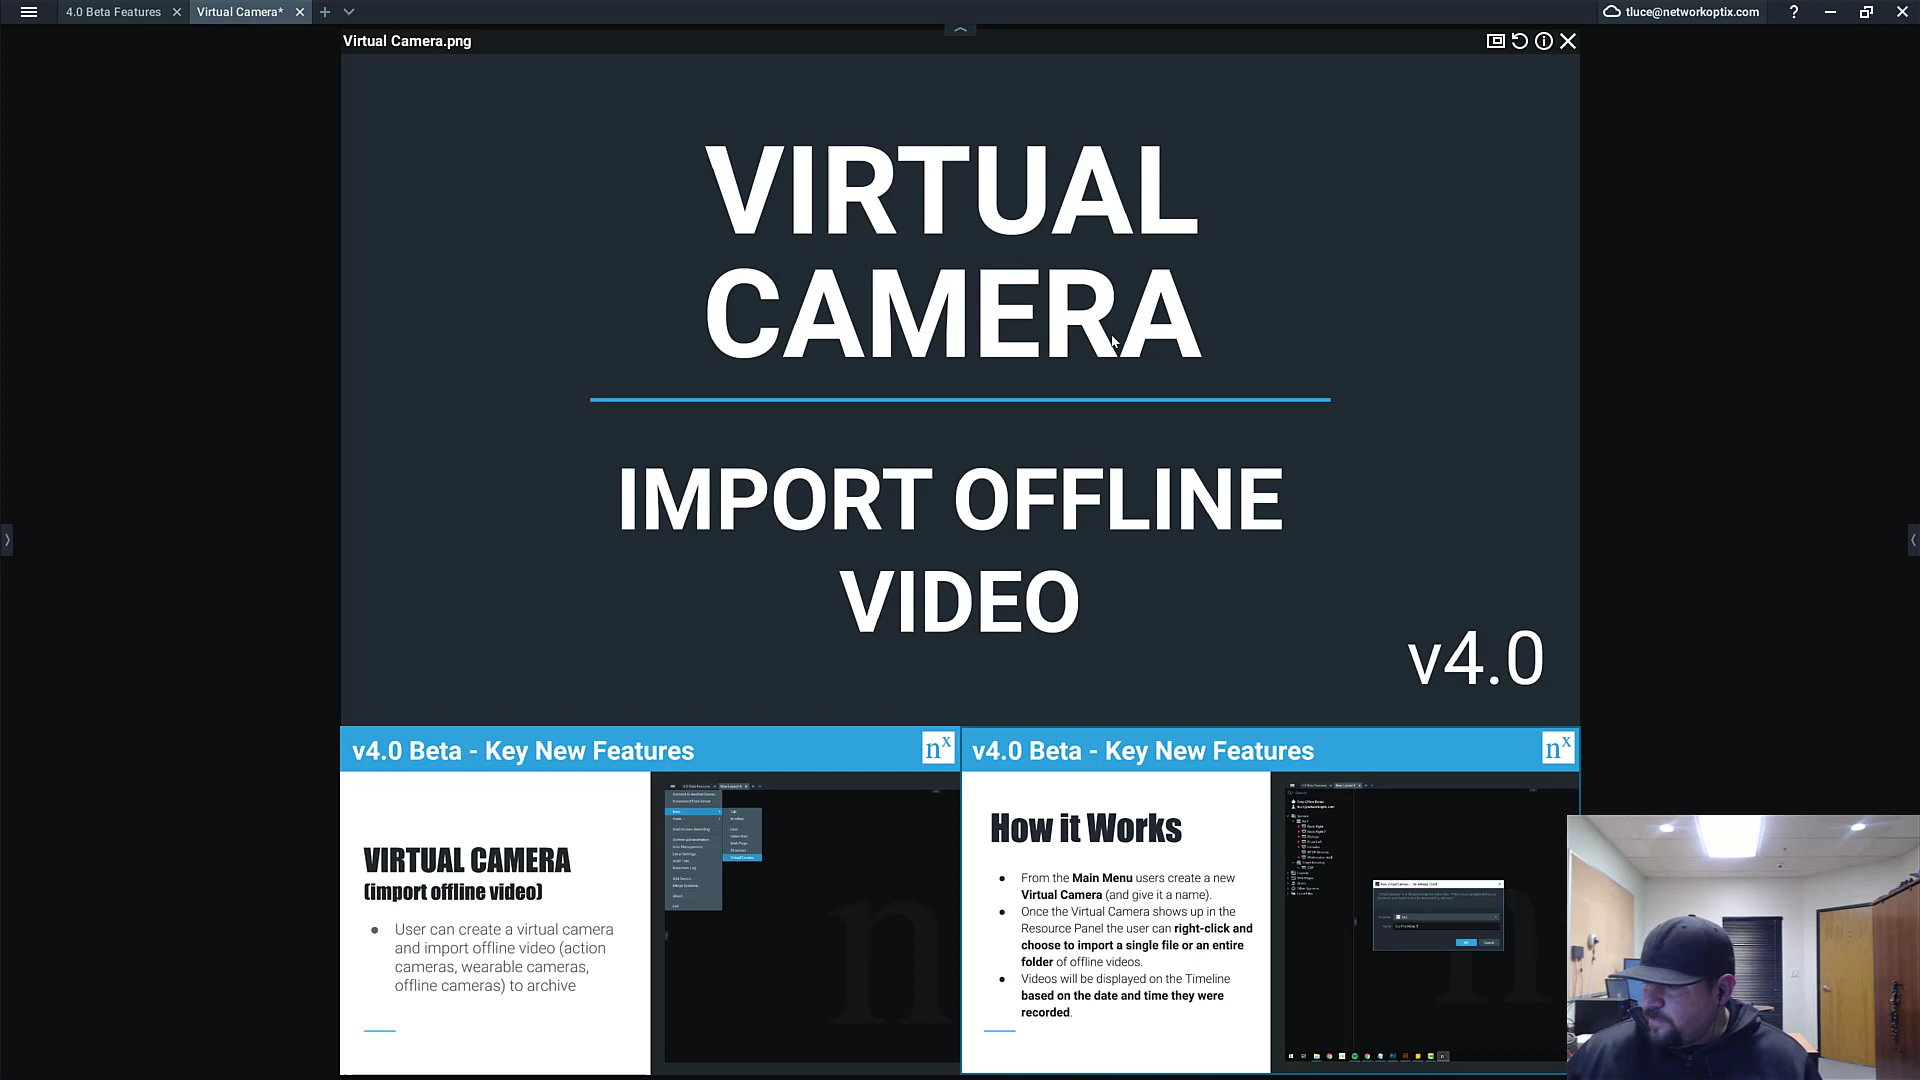 4.0 Beta Features
Virtual Camera*
tluce@networkoptix.com
?
Virtual Camera.png
VIRTUAL
CAMERA
IMPORT OFFLINE
VIDEO
v4.0
v4.0 Beta - Key New Features
nx
VIRTUAL CAMERA
(import offline video)
● User can create a virtual camera
and import offline video (action
cameras, wearable cameras,
offline cameras) to archive
v4.0 Beta - Key New Features
nx
How it Works
● From the Main Menu users create a new
Virtual Camera (and give it a name).
● Once the Virtual Camera shows up in the
Resource Panel the user can right-click and
choose to import a single file or an entire
folder of offline videos.
● Videos will be displayed on the Timeline
based on the date and time they were
recorded.